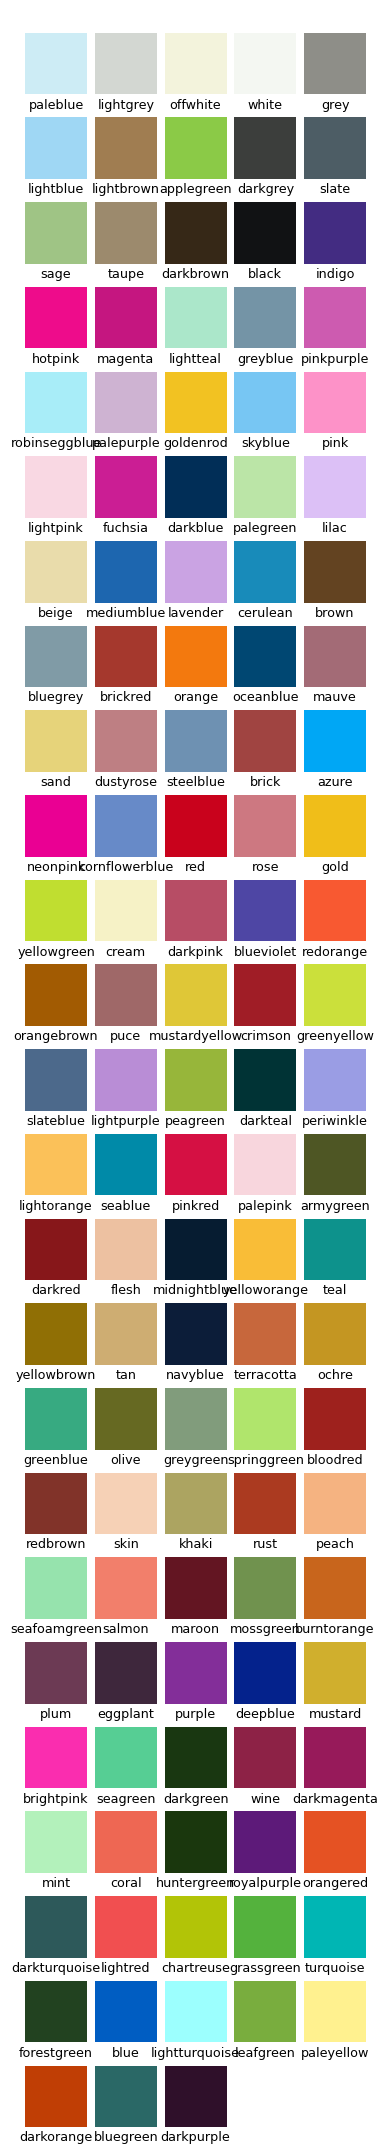 paleblue lightgrey offwhite white grey
lightblue lightbrown applegreen darkgrey slate
sage taupe darkbrown black indigo
hotpink magenta lightteal greyblue pinkpurple
robinseggblue palepurple goldenrod skyblue pink
lightpink fuchsia darkblue palegreen lilac
beige mediumblue lavender cerulean brown
bluegrey brickred orange oceanblue mauve
sand dustyrose steelblue brick azure
neonpink cornflowerblue red rose gold
yellowgreen cream darkpink blueviolet redorange
orangebrown puce mustardyellow crimson greenyellow
slateblue lightpurple peagreen darkteal periwinkle
lightorange seablue pinkred palepink armygreen
darkred flesh midnightblue yelloworange teal
yellowbrown tan navyblue terracotta ochre
greenblue olive greygreen springgreen bloodred
redbrown skin khaki rust peach
seafoamgreen salmon maroon mossgreen burntorange
plum eggplant purple deepblue mustard
brightpink seagreen darkgreen wine darkmagenta
mint coral huntergreen royalpurple orangered
darkturquoise lightred chartreuse grassgreen turquoise
forestgreen blue lightturquoise leafgreen paleyellow
darkorange bluegreen darkpurple